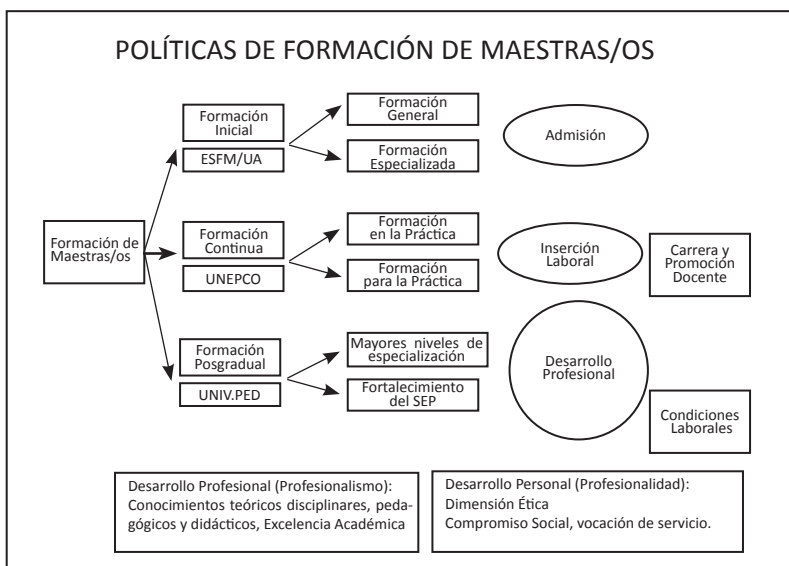 POLÍTICAS DE FORMACIÓN DE MAESTRAS/OS
Formación
Inicial
ESFM/UA
Formación
General
Formación
Especializada
Admisión
Formación de
Maestras/os
Formación
Continua
UNEPCO
Formación
en la Práctica
Formación
para la Práctica
Inserción
Laboral
Carrera y
Promoción
Docente
Formación
Posgradual
UNIV.PED
Mayores niveles de
especialización
Fortalecimiento
del SEP
Desarrollo
Profesional
Condiciones
Laborales
Desarrollo Profesional (Profesionalismo):
Conocimientos teóricos disciplinares, peda-
gógicos y didácticos, Excelencia Académica
Desarrollo Personal (Profesionalidad):
Dimensión Ética
Compromiso Social, vocación de servicio.